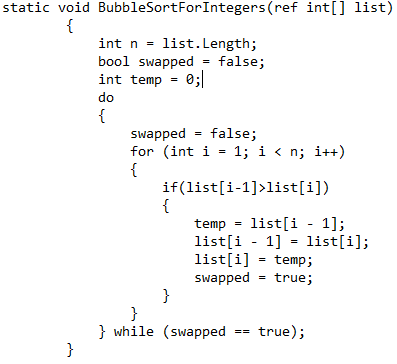 static void BubbleSortForIntegers(ref int[] list)
{
int n = list.Length;
bool swapped = false;
int temp = 0;
do
{
swapped = false;
for (int i = 1; i < n; i++)
{
if(list[i-1]>list[i])
{
temp = list[i - 1];
list[i - 1] = list[i];
list[i] = temp;
swapped = true;
}
}
} while (swapped == true);
}